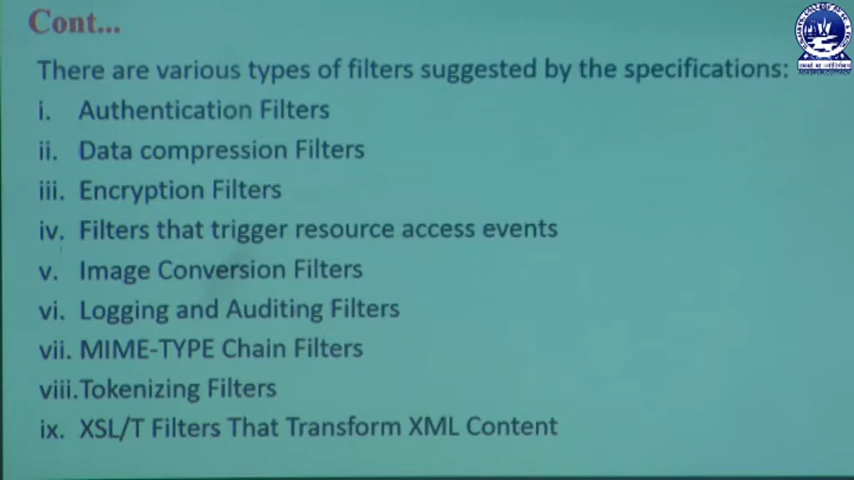 Cont...
There are various types of filters suggested by the specifications:
i. Authentication Filters
ii. Data compression Filters
iii. Encryption Filters
iv. Filters that trigger resource access events
v. Image Conversion Filters
vi. Logging and Auditing Filters
vii. MIME-TYPE Chain Filters
viii.Tokenizing Filters
ix. XSL/T Filters That Transform XML Content